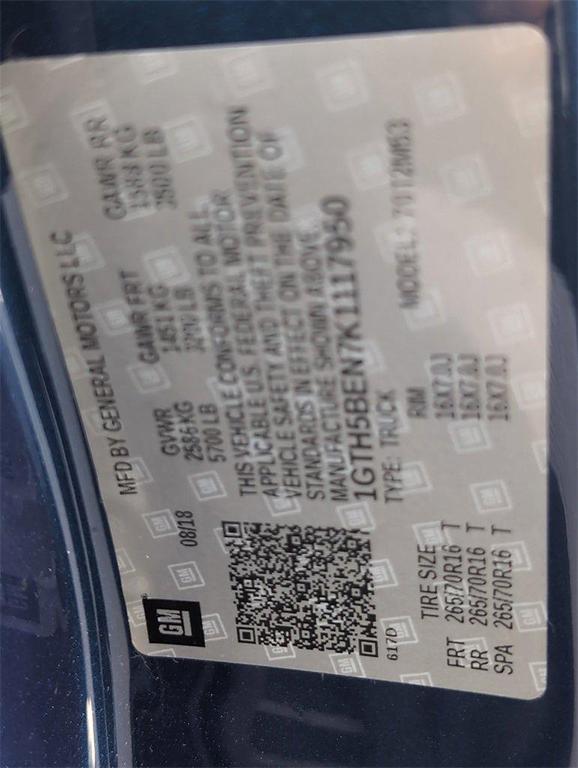 MFD BY GENERAL MOTORS LLC
GM
08/18
GVWR GAWR FRT GAWR RR
2586 KG 1451 KG 1588 KG
5700 LB 3200 LB 3500 LB
THIS VEHICLE CONFORMS TO ALL
APPLICABLE U.S. FEDERAL MOTOR
VEHICLE SAFETY AND THEFT PREVENTION
STANDARDS IN EFFECT ON THE DATE OF
MANUFACTURE SHOWN ABOVE.
1GTH5BEN7K1117950
TYPE: TRUCK MODEL:
617D
TIRE SIZE RIM
FRT 265/70R16 T 16X7.0J
RR 265/70R16 T 16X7.0J
SPA 265/70R16 T 16X7.0J